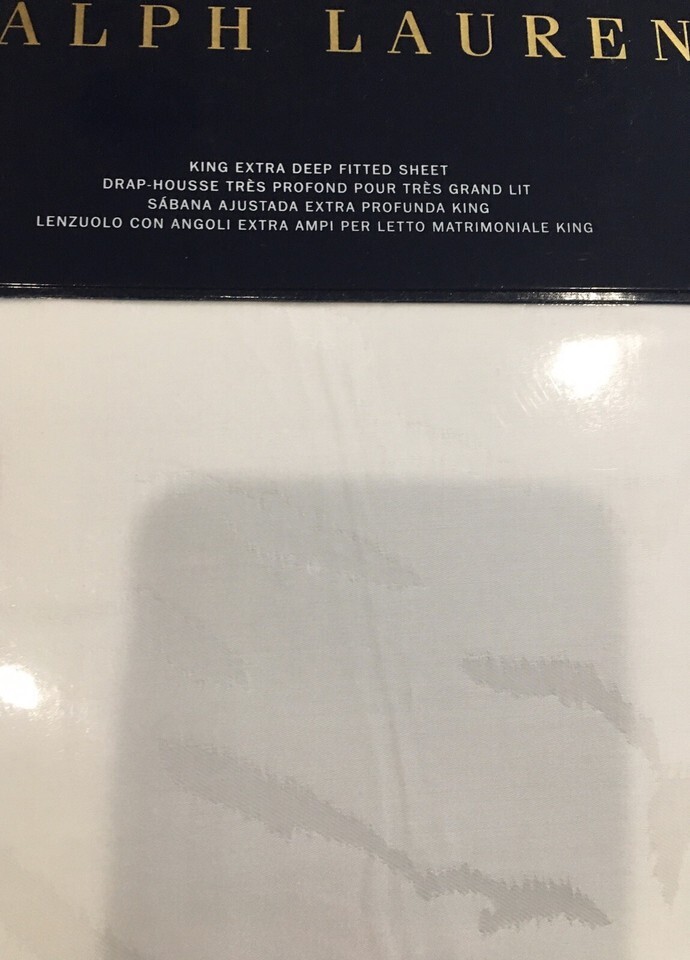 ALPH LAUREN
KING EXTRA DEEP FITTED SHEET
DRAP-HOUSSE TRÈS PROFOND POUR TRÈS GRAND LIT
SÁBANA AJUSTADA EXTRA PROFUNDA KING
LENZUOLO CON ANGOLI EXTRA AMPI PER LETTO MATRIMONIALE KING